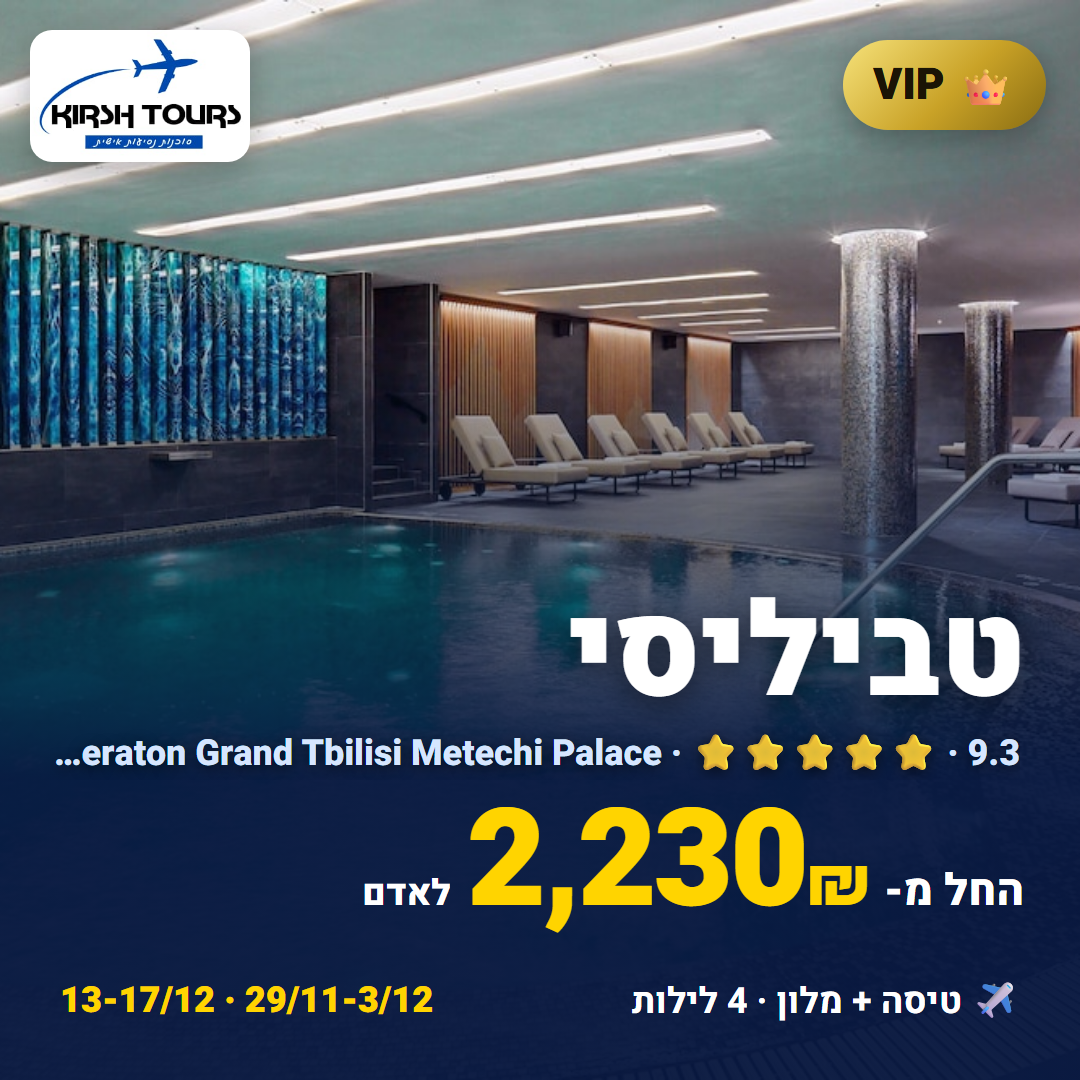 KIRSH TOURS
סוכנות נסיעות אישית
VIP
טביליסי
9.3 · ⭐⭐⭐⭐⭐ · eraton Grand Tbilisi Metechi Palace...
החל מ- ₪2,230 לאדם
✈️ טיסה + מלון · 4 לילות
29/11-3/12 · 13-17/12